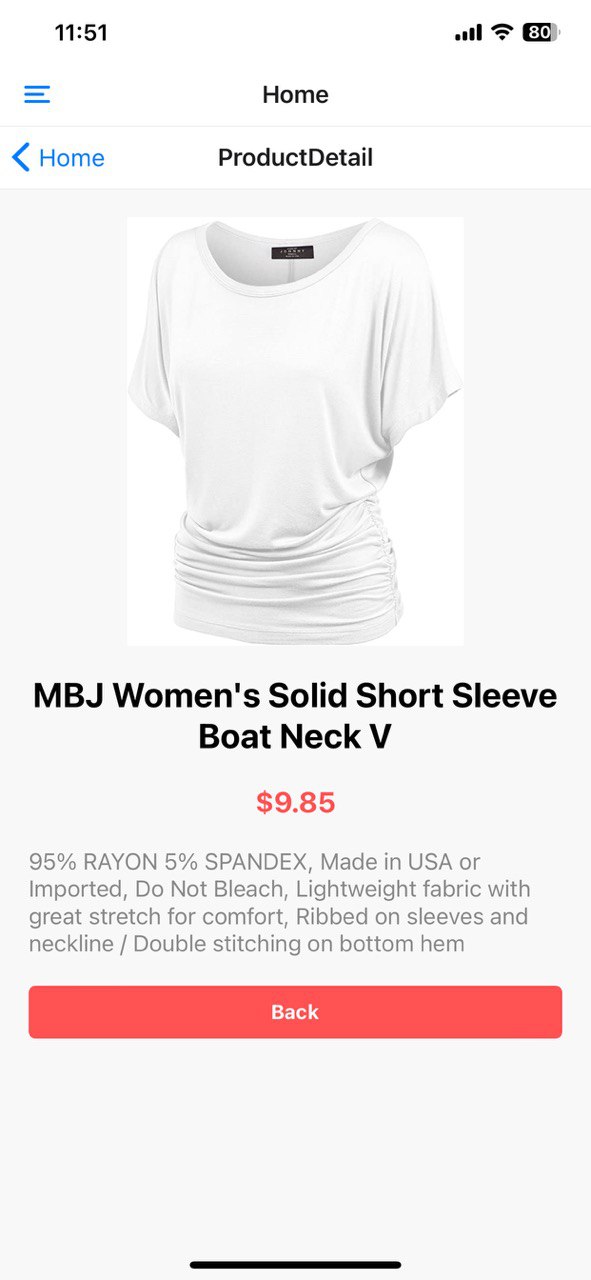 11:51
80
Home
Home
ProductDetail
MBJ Women's Solid Short Sleeve
Boat Neck V
$9.85
95% RAYON 5% SPANDEX, Made in USA or
Imported, Do Not Bleach, Lightweight fabric with
great stretch for comfort, Ribbed on sleeves and
neckline / Double stitching on bottom hem
Back